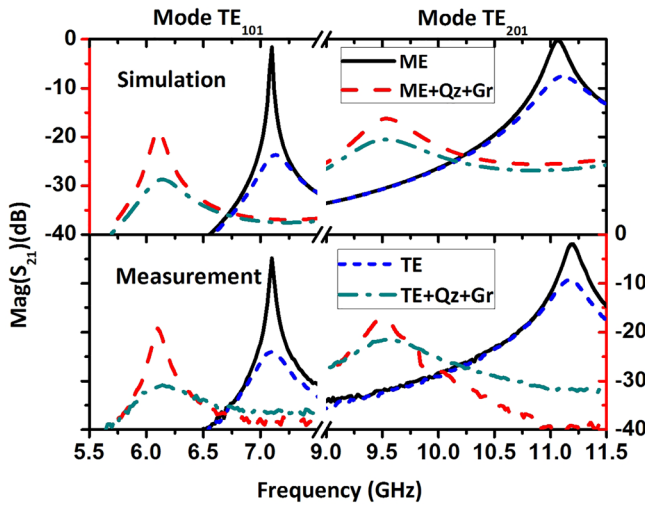 Mode TE101
Mode TE201
0
-10
-20
-30
-40
Simulation
ME
ME+Qz+Gr
0
-10
-20
-30
-40
Measurement
TE
TE+Qz+Gr
Mag(S21)(dB)
5.5 6.0 6.5 7.0 9.0 9.5 10.0 10.5 11.0 11.5
Frequency (GHz)